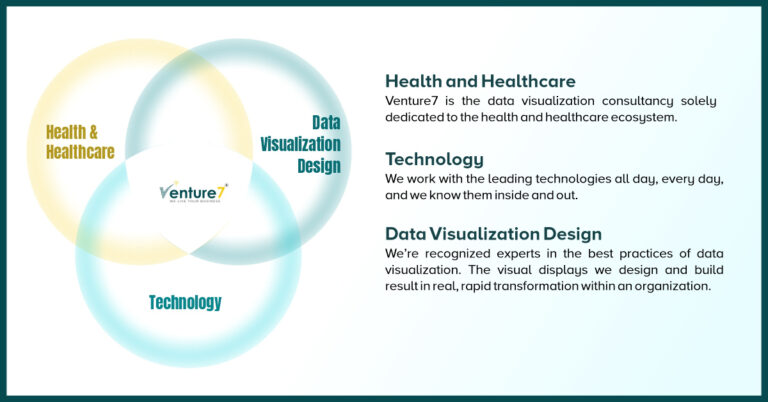 Health &
Healthcare
Data
Visualization
Design
Venture7®
WE LIVE YOUR BUSINESS
Technology
Health and Healthcare
Venture7 is the data visualization consultancy solely
dedicated to the health and healthcare ecosystem.
Technology
We work with the leading technologies all day, every day,
and we know them inside and out.
Data Visualization Design
We’re recognized experts in the best practices of data
visualization. The visual displays we design and build
result in real, rapid transformation within an organization.